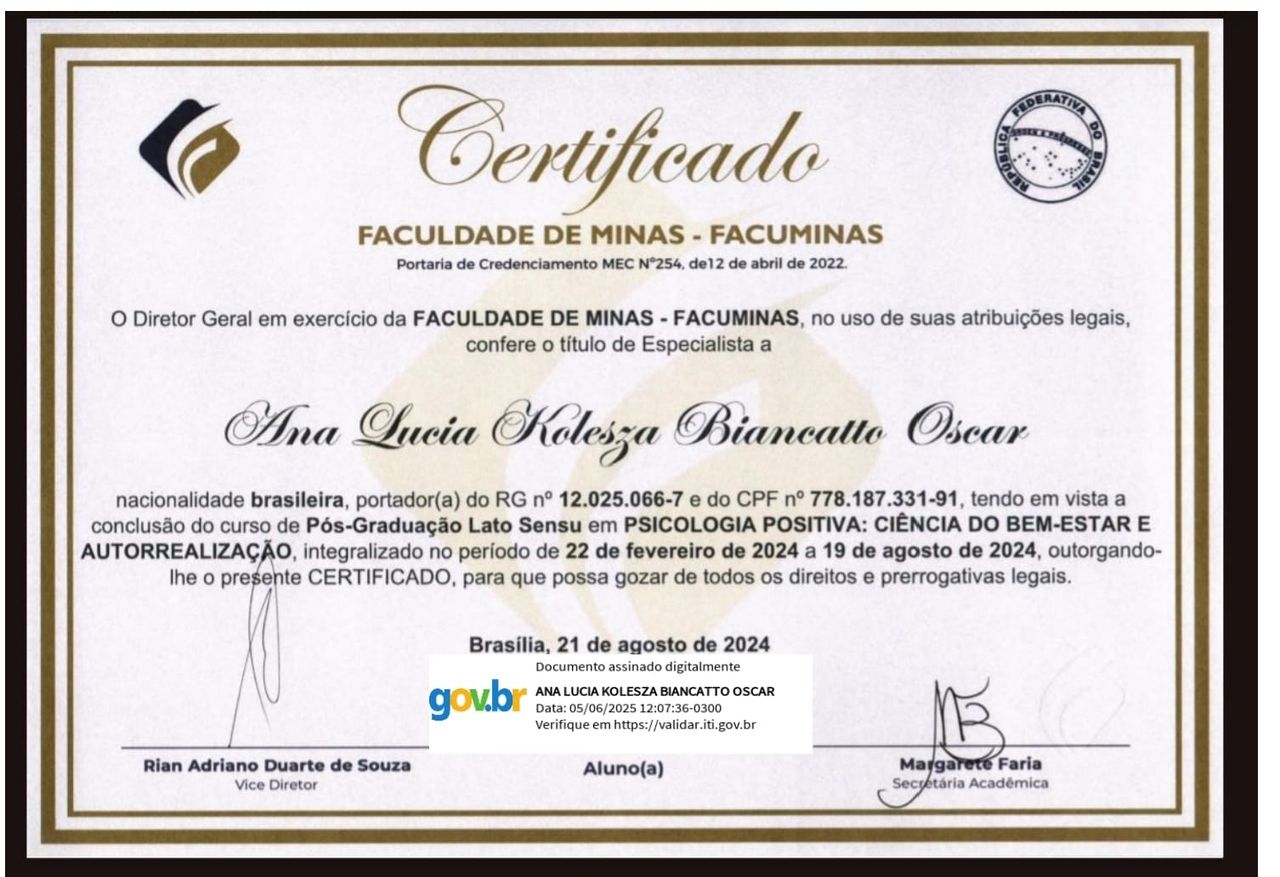 Certificado
REPÚBLICA FEDERATIVA DO BRASIL
FACULDADE DE MINAS - FACUMINAS
Portaria de Credenciamento MEC Nº254, de12 de abril de 2022.
O Diretor Geral em exercício da FACULDADE DE MINAS - FACUMINAS, no uso de suas atribuições legais,
confere o título de Especialista a
Ana Lucia Kolesza Biancatto Oscar
nacionalidade brasileira, portador(a) do RG nº 12.025.066-7 e do CPF nº 778.187.331-91, tendo em vista a
conclusão do curso de Pós-Graduação Lato Sensu em PSICOLOGIA POSITIVA: CIÊNCIA DO BEM-ESTAR E
AUTORREALIZAÇÃO, integralizado no período de 22 de fevereiro de 2024 a 19 de agosto de 2024, outorgando-
lhe o presente CERTIFICADO, para que possa gozar de todos os direitos e prerrogativas legais.
Brasília, 21 de agosto de 2024
Documento assinado digitalmente
gov.br
ANA LUCIA KOLESZA BIANCATTO OSCAR
Data: 05/06/2025 12:07:36-0300
Verifique em https://validar.iti.gov.br
Rian Adriano Duarte de Souza
Vice Diretor
Aluno(a)
Margarete Faria
Secretária Acadêmica